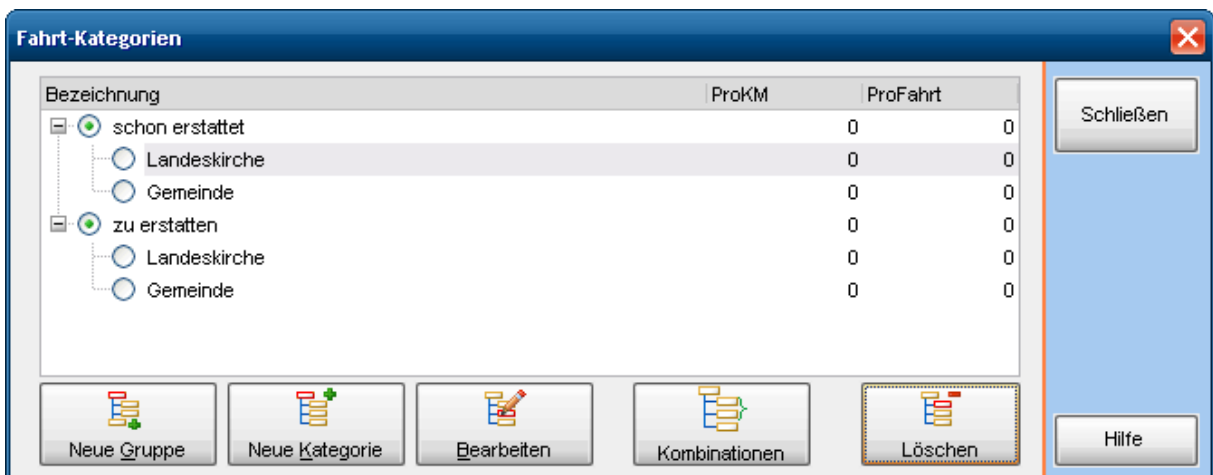 Fahrt-Kategorien
Bezeichnung ProKM ProFahrt
schon erstattet 0 0
Landeskirche 0 0
Gemeinde 0 0
zu erstatten 0 0
Landeskirche 0 0
Gemeinde 0 0
Schließen
Neue Gruppe Neue Kategorie Bearbeiten Kombinationen Löschen
Hilfe